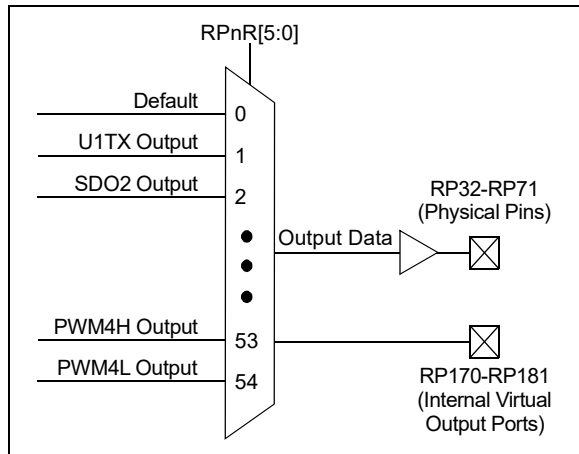 RPnR[5:0]
Default
0
U1TX Output
1
SDO2 Output
2
RP32-RP71
(Physical Pins)
Output Data
PWM4H Output
53
PWM4L Output
54
RP170-RP181
(Internal Virtual
Output Ports)